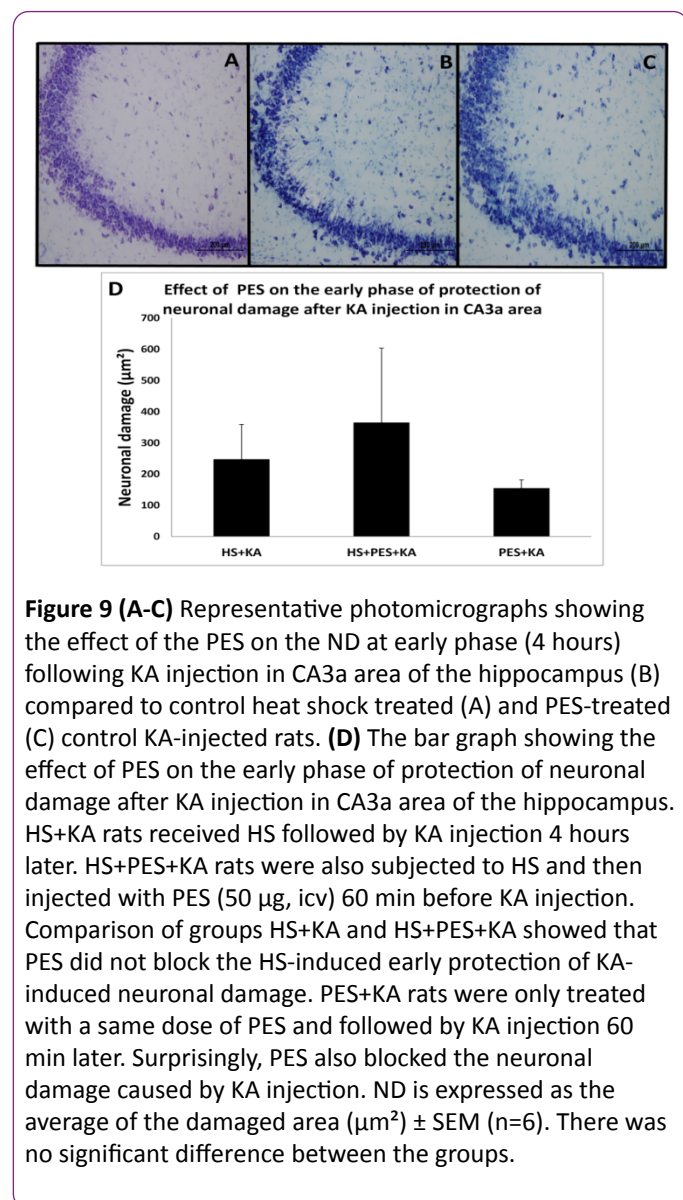 A
B
C
200 µm
200 µm
200 µm
D
Effect of PES on the early phase of protection of
neuronal damage after KA injection in CA3a area
700
600
500
400
300
200
100
0
Neuronal damage (µm²)
HS+KA
HS+PES+KA
PES+KA
Figure 9 (A-C) Representative photomicrographs showing
the effect of the PES on the ND at early phase (4 hours)
following KA injection in CA3a area of the hippocampus (B)
compared to control heat shock treated (A) and PES-treated
(C) control KA-injected rats. (D) The bar graph showing the
effect of PES on the early phase of protection of neuronal
damage after KA injection in CA3a area of the hippocampus.
HS+KA rats received HS followed by KA injection 4 hours
later. HS+PES+KA rats were also subjected to HS and then
injected with PES (50 µg, icv) 60 min before KA injection.
Comparison of groups HS+KA and HS+PES+KA showed that
PES did not block the HS-induced early protection of KA-
induced neuronal damage. PES+KA rats were only treated
with a same dose of PES and followed by KA injection 60
min later. Surprisingly, PES also blocked the neuronal
damage caused by KA injection. ND is expressed as the
average of the damaged area (µm²) ± SEM (n=6). There was
no significant difference between the groups.